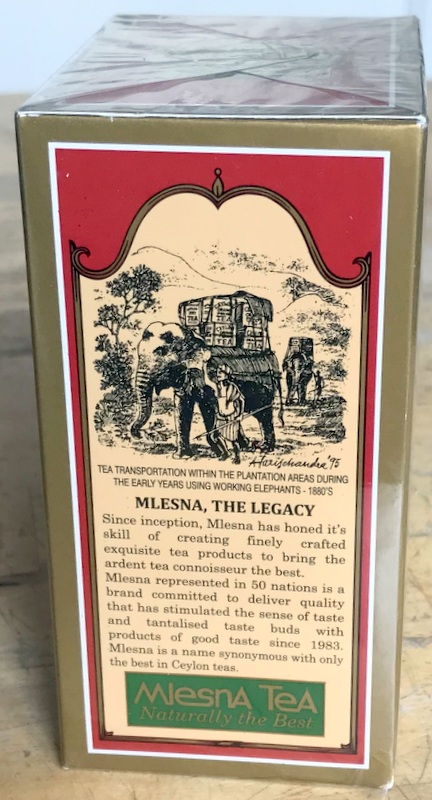 Harischandra '95
TEA TRANSPORTATION WITHIN THE PLANTATION AREAS DURING
THE EARLY YEARS USING WORKING ELEPHANTS - 1880'S
MLESNA, THE LEGACY
Since inception, Mlesna has honed it's
skill of creating finely crafted
exquisite tea products to bring the
ardent tea connoisseur the best.
Mlesna represented in 50 nations is a
brand committed to deliver quality
that has stimulated the sense of taste
and tantalised taste buds with
products of good taste since 1983.
Mlesna is a name synonymous with only
the best in Ceylon teas.
MlesnA TeA
Naturally the Best